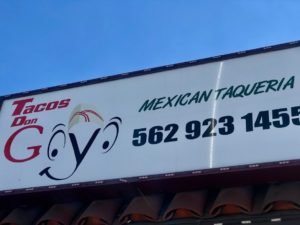 Tacos
Don
Goyo
MEXICAN TAQUERIA
562 923 1455